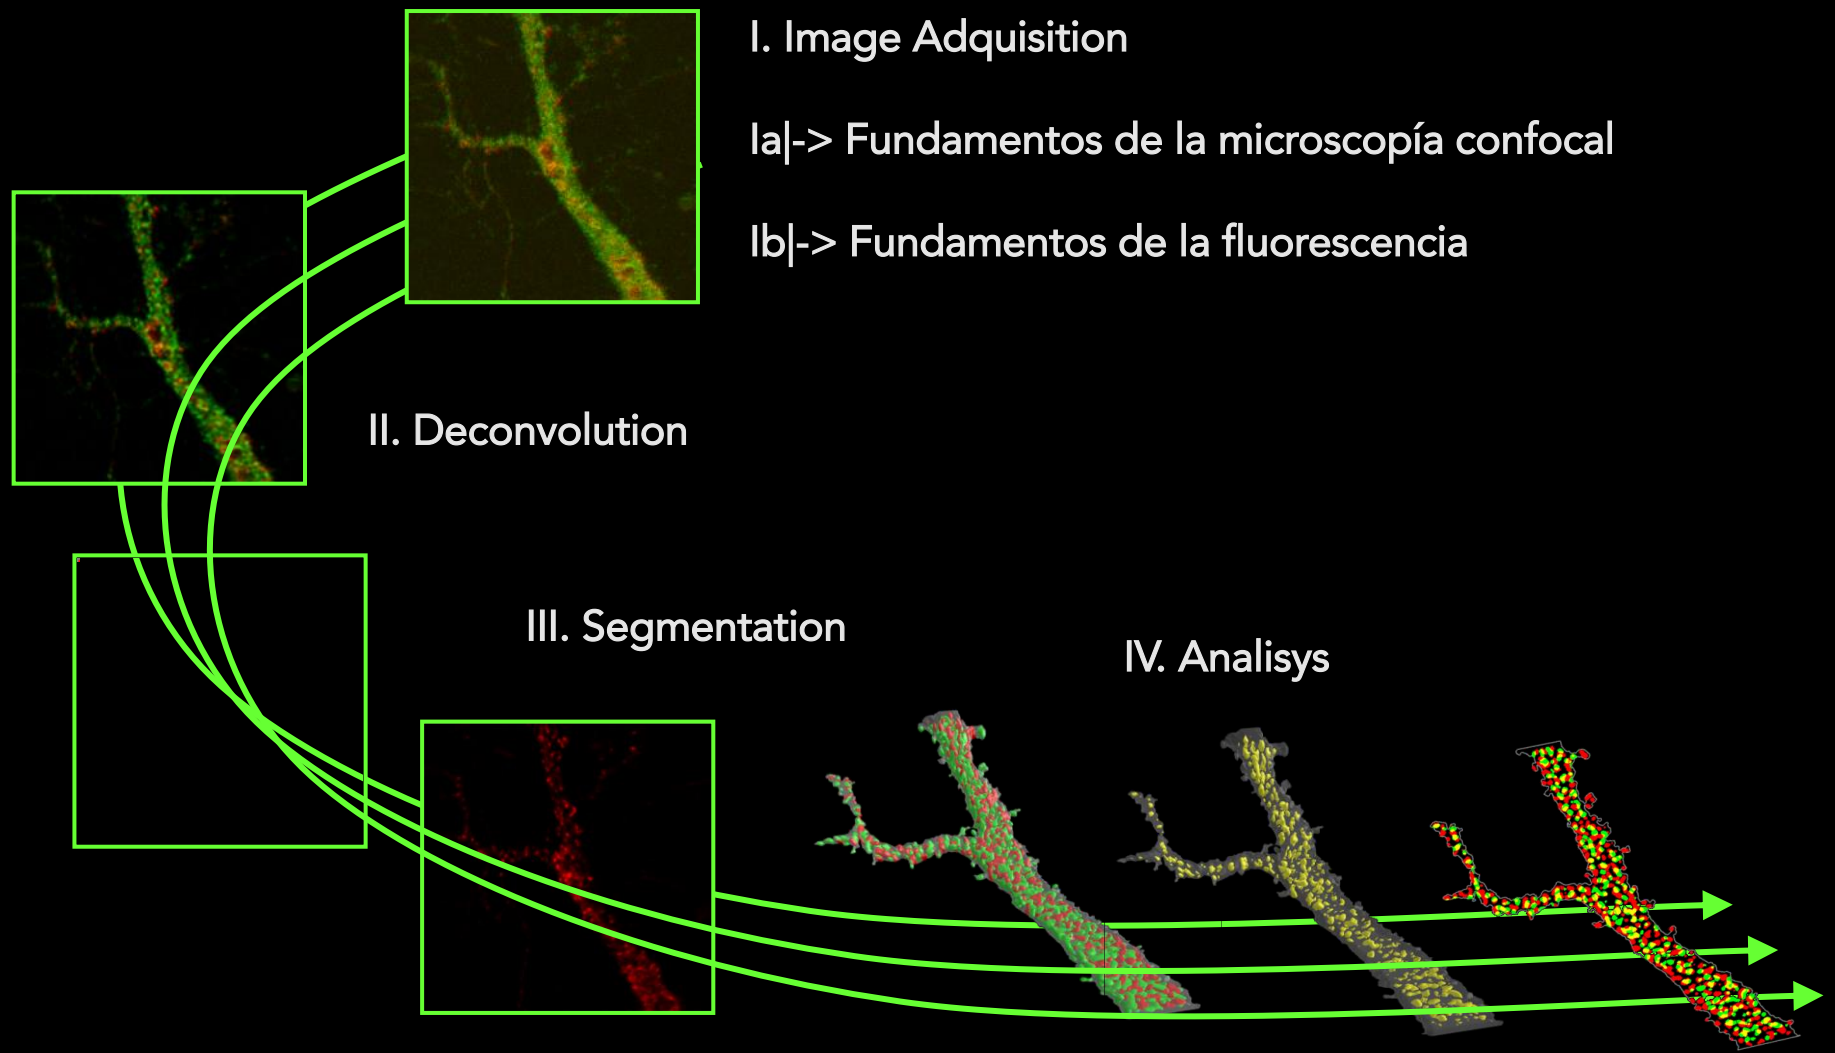 I. Image Adquisition
Ia|-> Fundamentos de la microscopía confocal
Ib|-> Fundamentos de la fluorescencia
II. Deconvolution
III. Segmentation
IV. Analisys